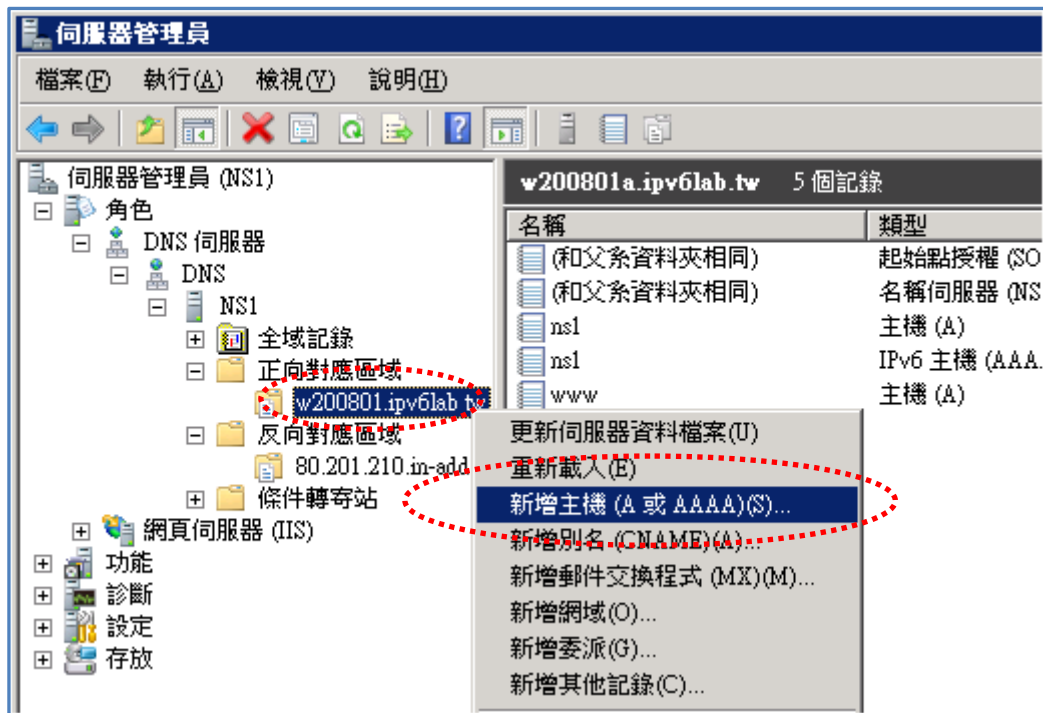 伺服器管理員
檔案(F) 執行(A) 檢視(V) 說明(H)
伺服器管理員 (NS1)
角色
DNS 伺服器
DNS
NS1
全域記錄
正向對應區域
w200801.ipv6lab.tw
反向對應區域
80.201.210.in-add
條件轉寄站
網頁伺服器 (IIS)
功能
診斷
設定
存放
w200801a.ipv6lab.tw 5 個記錄
名稱 類型
(和父系資料夾相同) 起始點授權 (SO
(和父系資料夾相同) 名稱伺服器 (NS
ns1 主機 (A)
ns1 IPv6 主機 (AAA.
www 主機 (A)
更新伺服器資料檔案(U)
重新載入(E)
新增主機 (A 或 AAAA)(S)...
新增別名 (CNAME)(A)...
新增郵件交換程式 (MX)(M)...
新增網域(O)...
新增委派(G)...
新增其他記錄(C)...